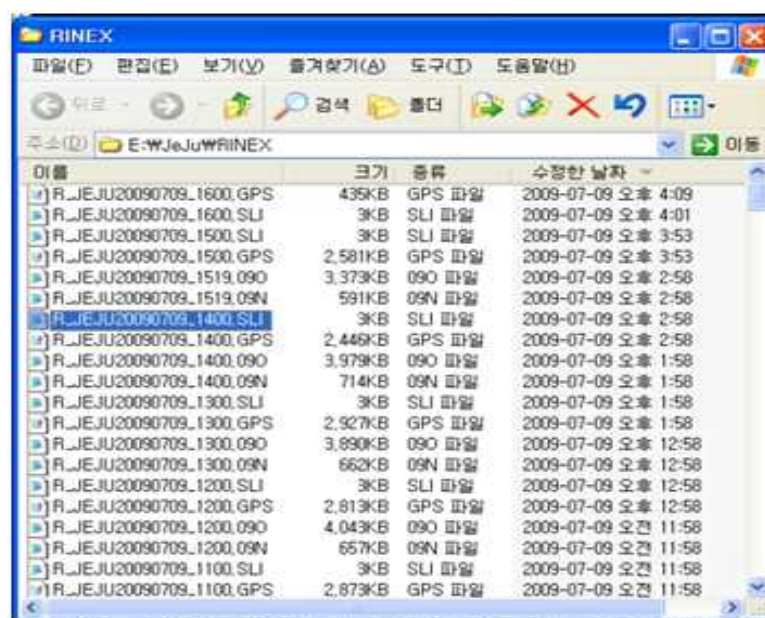 RINEX
파일(F) 편집(E) 보기(V) 즐겨찾기(A) 도구(T) 도움말(H)
뒤로 검색 폴더
주소(D) E:₩JeJu₩RINEX 이동
이름 크기 종류 수정한 날짜
R_JEJU20090709_1600.GPS 435KB GPS 파일 2009-07-09 오후 4:09
R_JEJU20090709_1600.SLI 3KB SLI 파일 2009-07-09 오후 4:01
R_JEJU20090709_1500.SLI 3KB SLI 파일 2009-07-09 오후 3:53
R_JEJU20090709_1500.GPS 2,581KB GPS 파일 2009-07-09 오후 3:53
R_JEJU20090709_1519.09O 3,373KB 09O 파일 2009-07-09 오후 2:58
R_JEJU20090709_1519.09N 591KB 09N 파일 2009-07-09 오후 2:58
R_JEJU20090709_1400.SLI 3KB SLI 파일 2009-07-09 오후 2:58
R_JEJU20090709_1400.GPS 2,446KB GPS 파일 2009-07-09 오후 2:58
R_JEJU20090709_1400.09O 3,979KB 09O 파일 2009-07-09 오후 1:58
R_JEJU20090709_1400.09N 714KB 09N 파일 2009-07-09 오후 1:58
R_JEJU20090709_1300.SLI 3KB SLI 파일 2009-07-09 오후 1:58
R_JEJU20090709_1300.GPS 2,927KB GPS 파일 2009-07-09 오후 1:58
R_JEJU20090709_1300.09O 3,890KB 09O 파일 2009-07-09 오후 12:58
R_JEJU20090709_1300.09N 662KB 09N 파일 2009-07-09 오후 12:58
R_JEJU20090709_1200.SLI 3KB SLI 파일 2009-07-09 오후 12:58
R_JEJU20090709_1200.GPS 2,813KB GPS 파일 2009-07-09 오후 12:58
R_JEJU20090709_1200.09O 4,043KB 09O 파일 2009-07-09 오전 11:58
R_JEJU20090709_1200.09N 657KB 09N 파일 2009-07-09 오전 11:58
R_JEJU20090709_1100.SLI 3KB SLI 파일 2009-07-09 오전 11:58
R_JEJU20090709_1100.GPS 2,873KB GPS 파일 2009-07-09 오전 11:58